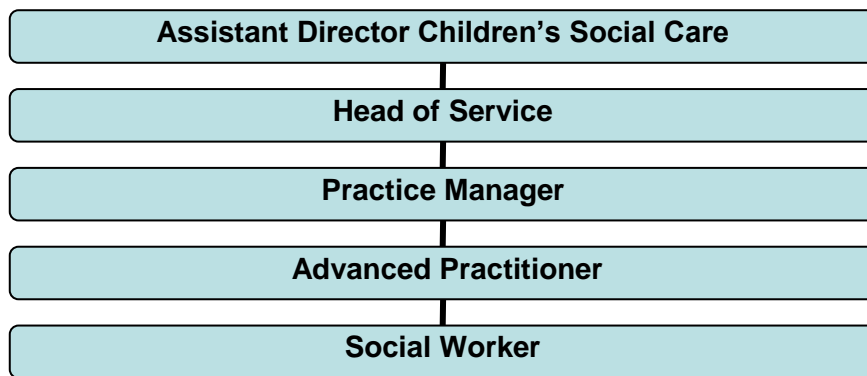 Assistant Director Children’s Social Care
Head of Service
Practice Manager
Advanced Practitioner
Social Worker